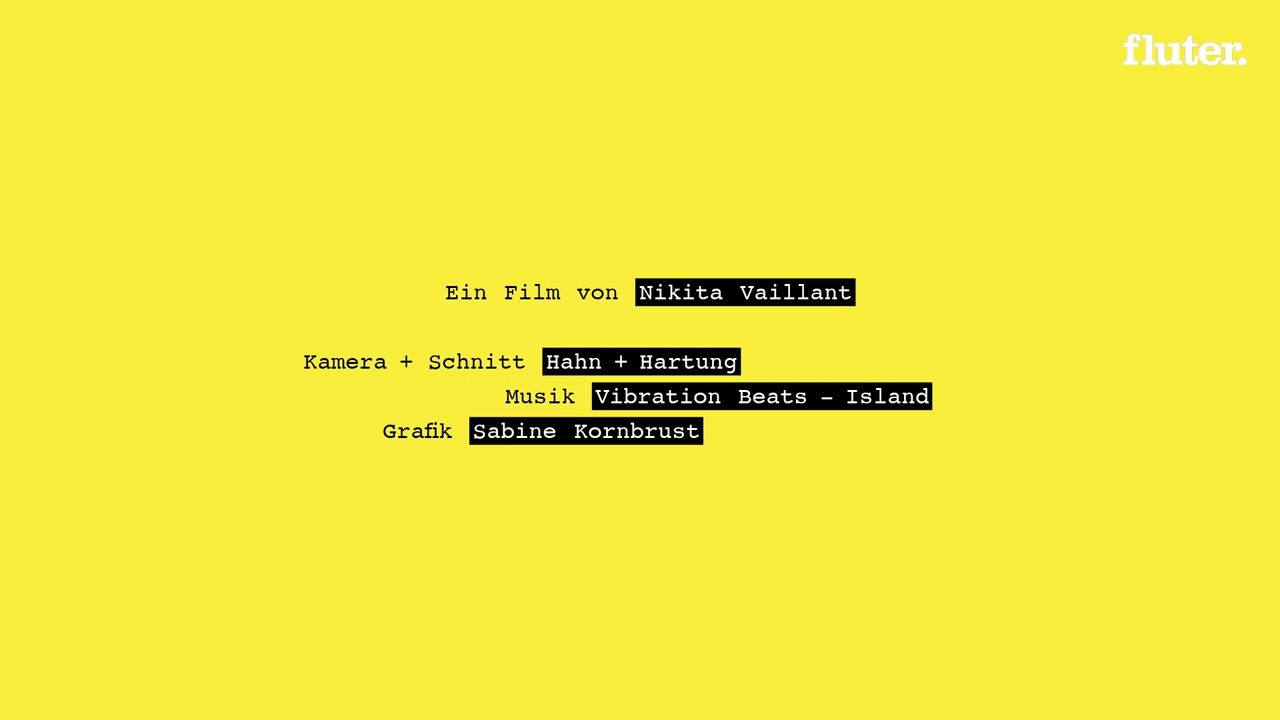 fluter.
Ein Film von Nikita Vaillant
Kamera + Schnitt Hahn + Hartung
Musik Vibration Beats – Island
Grafik Sabine Kornbrust